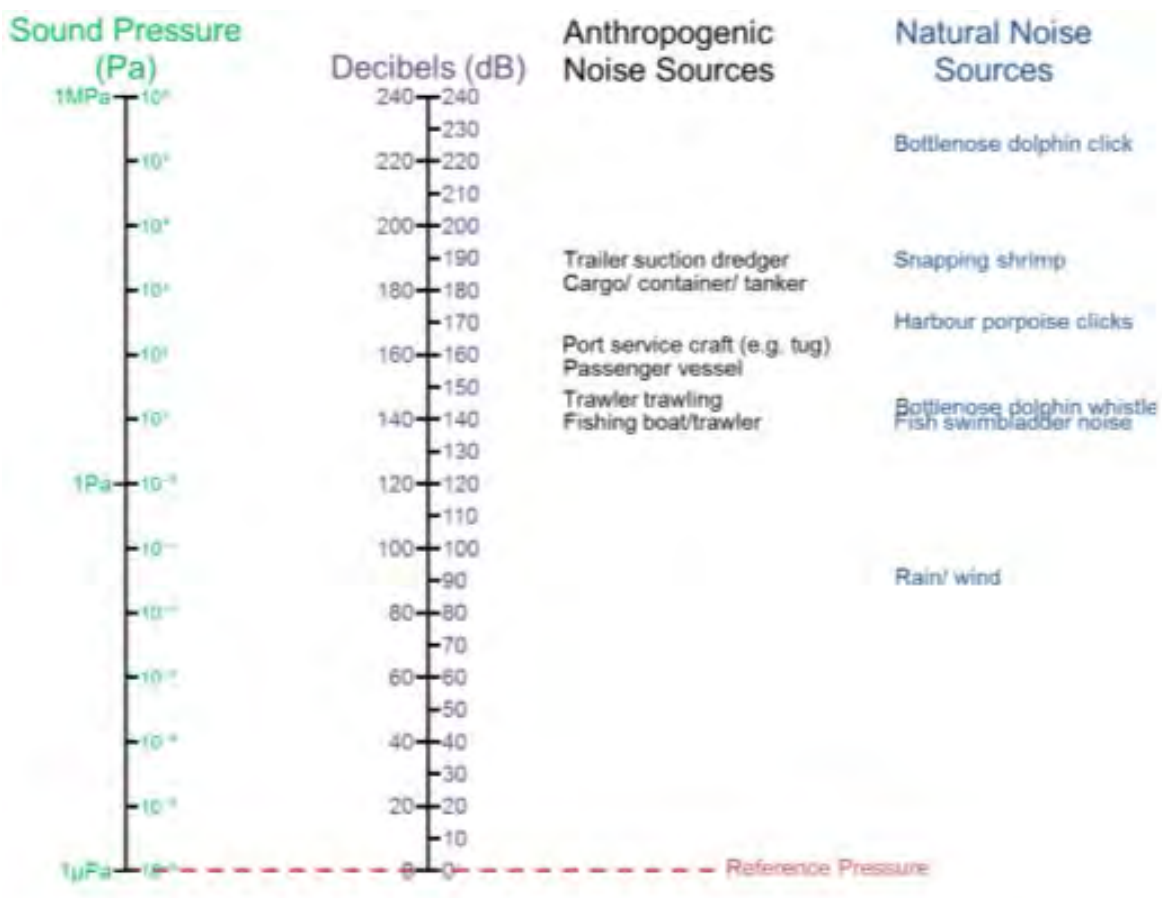 Sound Pressure
(Pa)
Decibels (dB)
Anthropogenic
Noise Sources
Natural Noise
Sources
1MPa
240 240
230
Bottlenose dolphin click
220 220
210
200 200
190 Trailer suction dredger Snapping shrimp
Cargo/ container/ tanker
180 180
170 Harbour porpoise clicks
Port service craft (e.g. tug)
160 160
Passenger vessel
150
Trawler trawling Bottlenose dolphin whistle
140 140 Fishing boat/trawler Fish swimbladder noise
130
1Pa 120 120
110
100 100
90 Rain/ wind
80 80
70
60 60
50
40 40
30
20 20
10
1µPa 0 0 Reference Pressure